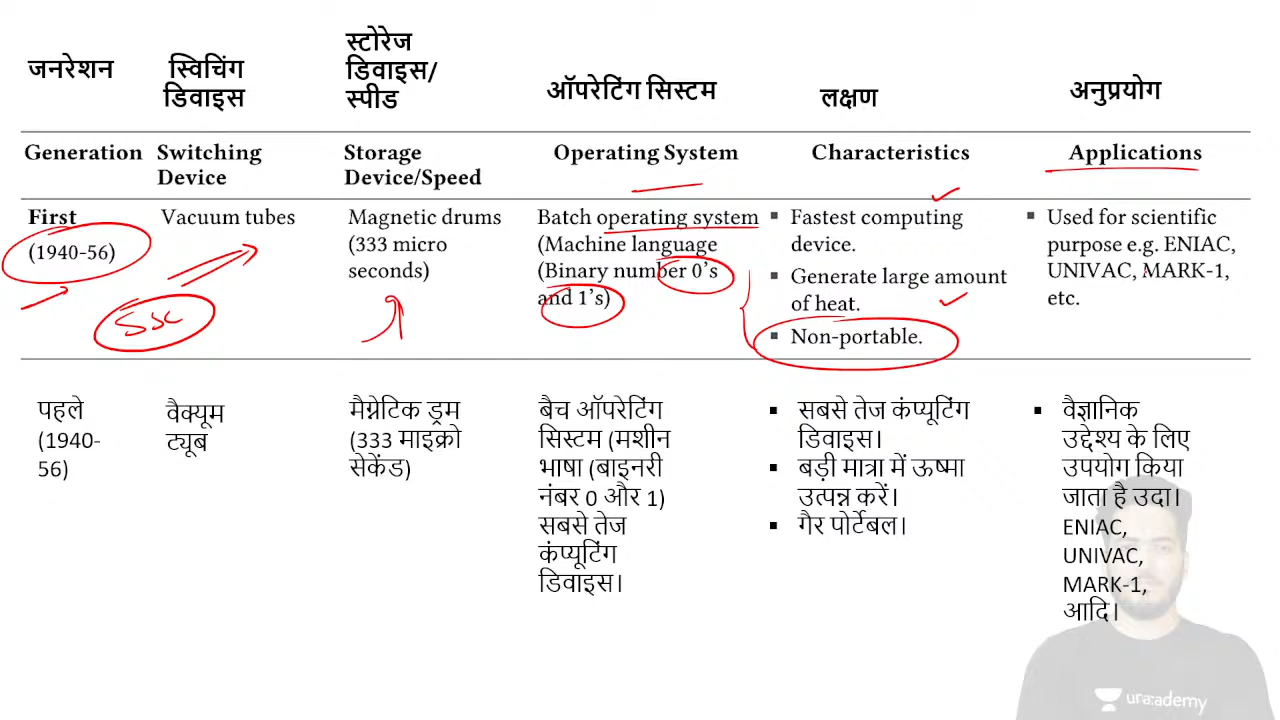 जनरेशन
स्विचिंग
डिवाइस
स्टोरेज
डिवाइस/
स्पीड
ऑपरेटिंग सिस्टम
लक्षण
अनुप्रयोग
Generation
Switching
Device
Storage
Device/Speed
Operating System
Characteristics
Applications
First
(1940-56)
Vacuum tubes
Magnetic drums
(333 micro
seconds)
Batch operating system
(Machine language
(Binary number 0’s
and 1’s)
▪ Fastest computing
device.
▪ Generate large amount
of heat.
▪ Non-portable.
▪ Used for scientific
purpose e.g. ENIAC,
UNIVAC, MARK-1,
etc.
SSC
पहले
(1940-
56)
वैक्यूम
ट्यूब
मैग्नेटिक ड्रम
(333 माइक्रो
सेकेंड)
बैच ऑपरेटिंग
सिस्टम (मशीन
भाषा (बाइनरी
नंबर 0 और 1)
सबसे तेज
कंप्यूटिंग
डिवाइस।
▪ सबसे तेज कंप्यूटिंग
डिवाइस।
▪ बड़ी मात्रा में ऊष्मा
उत्पन्न करें।
▪ गैर पोर्टेबल।
▪ वैज्ञानिक
उद्देश्य के लिए
उपयोग किया
जाता है उदा।
ENIAC,
UNIVAC,
MARK-1,
आदि।
unacademy